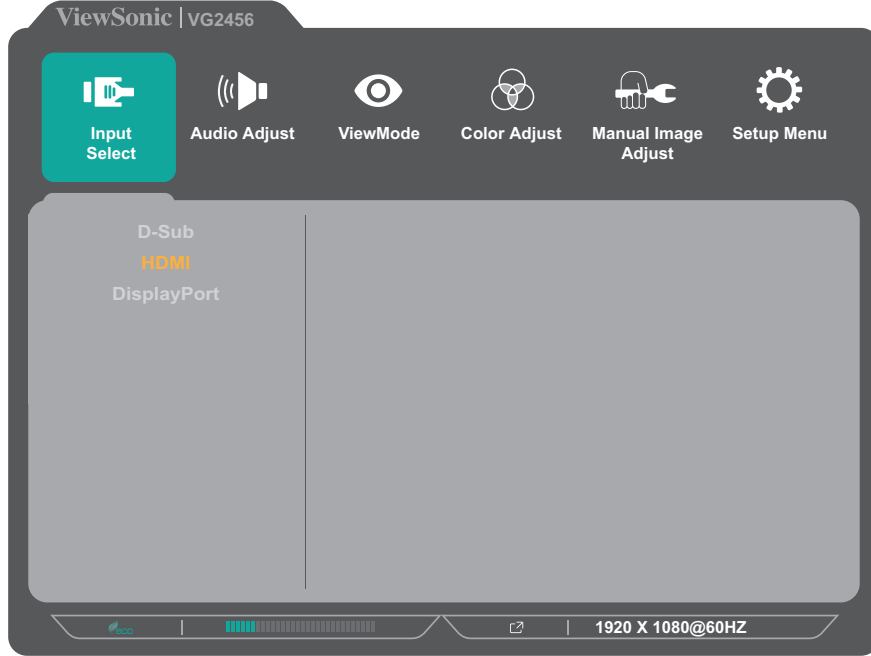 ViewSonic VG2456
Input Select
Audio Adjust
ViewMode
Color Adjust
Manual Image Adjust
Setup Menu
D-Sub
HDMI
DisplayPort
eco
1920 X 1080@60HZ